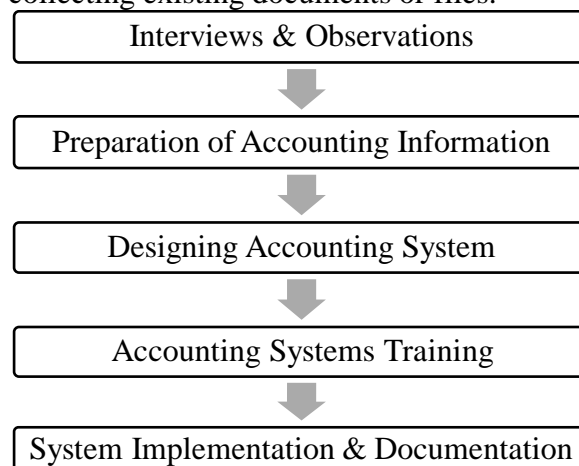 collecting existing documents or files.
Interviews & Observations
Preparation of Accounting Information
Designing Accounting System
Accounting Systems Training
System Implementation & Documentation